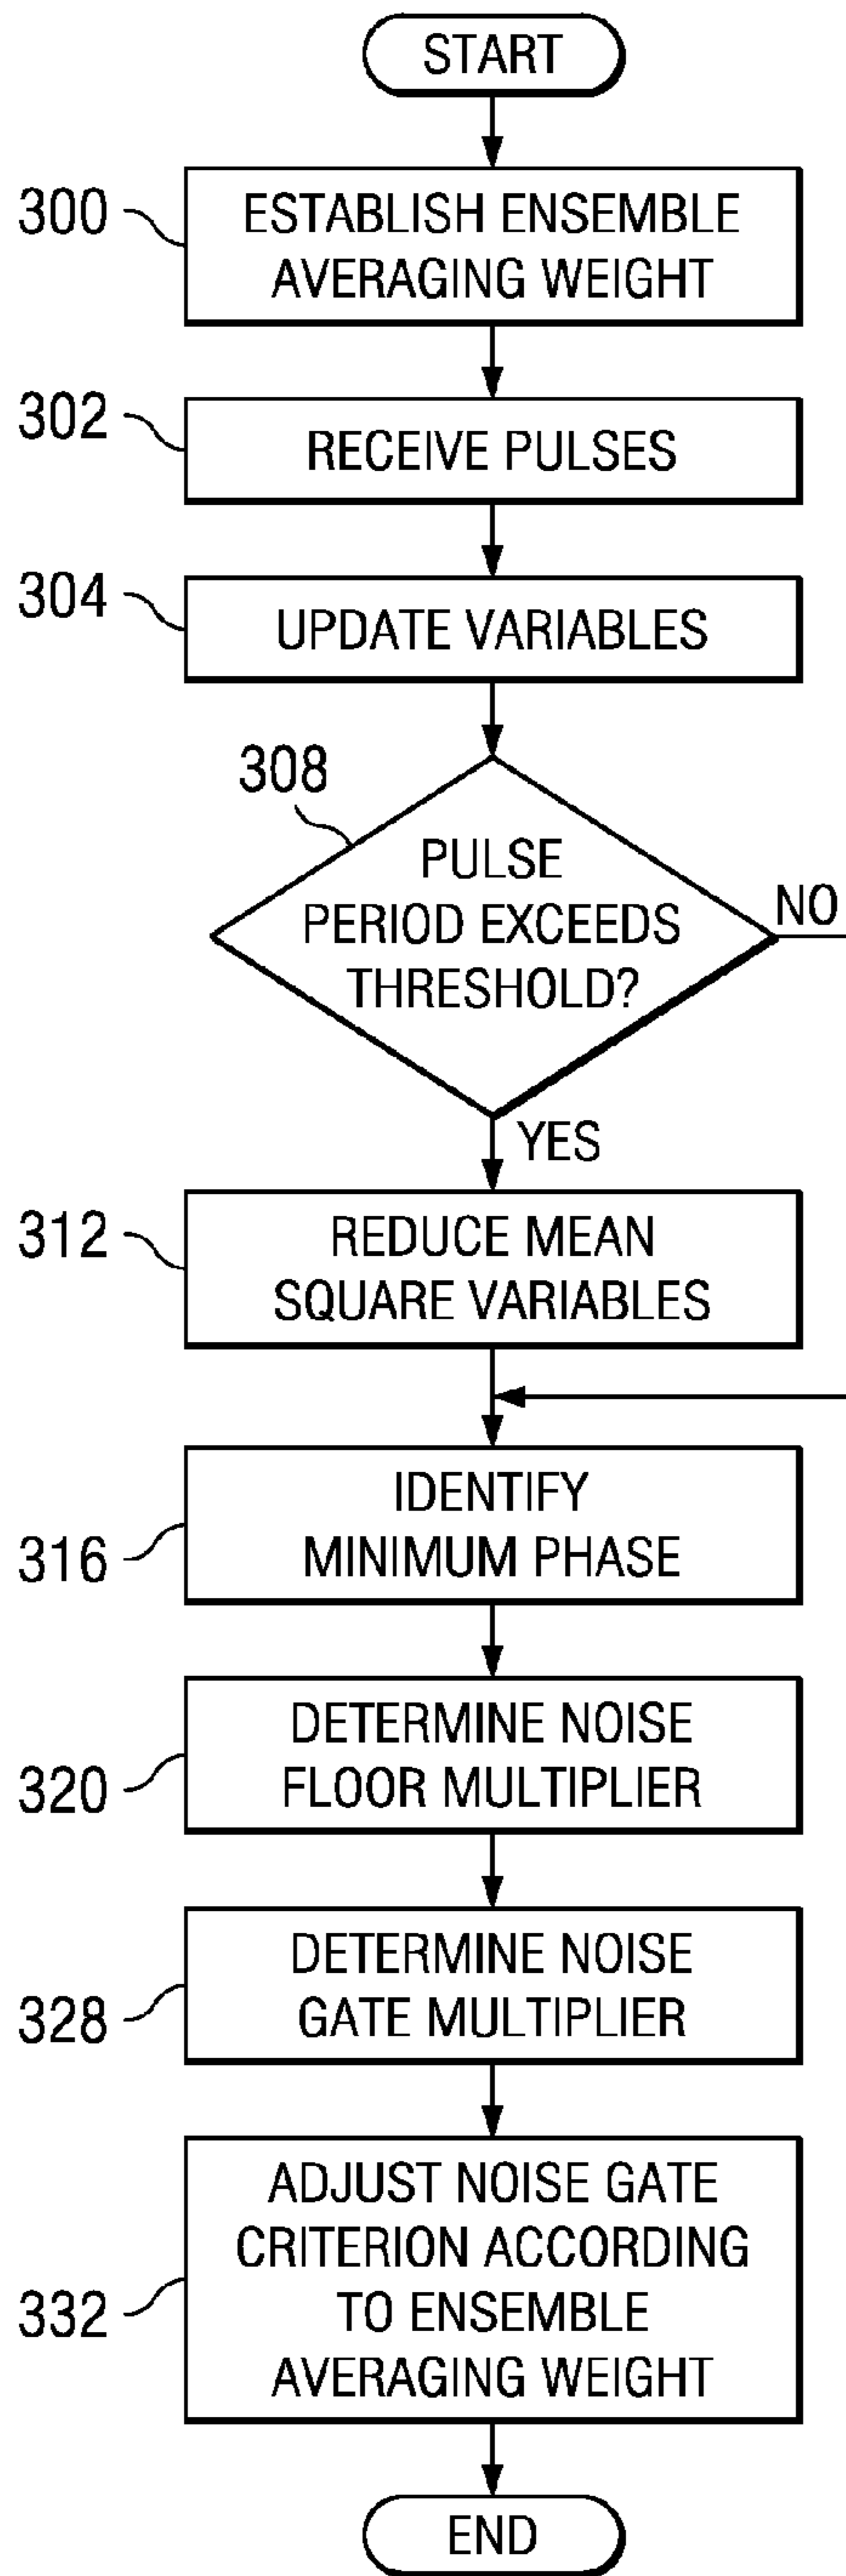 START
300
ESTABLISH ENSEMBLE
AVERAGING WEIGHT
302
RECEIVE PULSES
304
UPDATE VARIABLES
308
PULSE
PERIOD EXCEEDS
THRESHOLD?
NO
YES
312
REDUCE MEAN
SQUARE VARIABLES
316
IDENTIFY
MINIMUM PHASE
320
DETERMINE NOISE
FLOOR MULTIPLIER
328
DETERMINE NOISE
GATE MULTIPLIER
332
ADJUST NOISE GATE
CRITERION ACCORDING
TO ENSEMBLE
AVERAGING WEIGHT
END